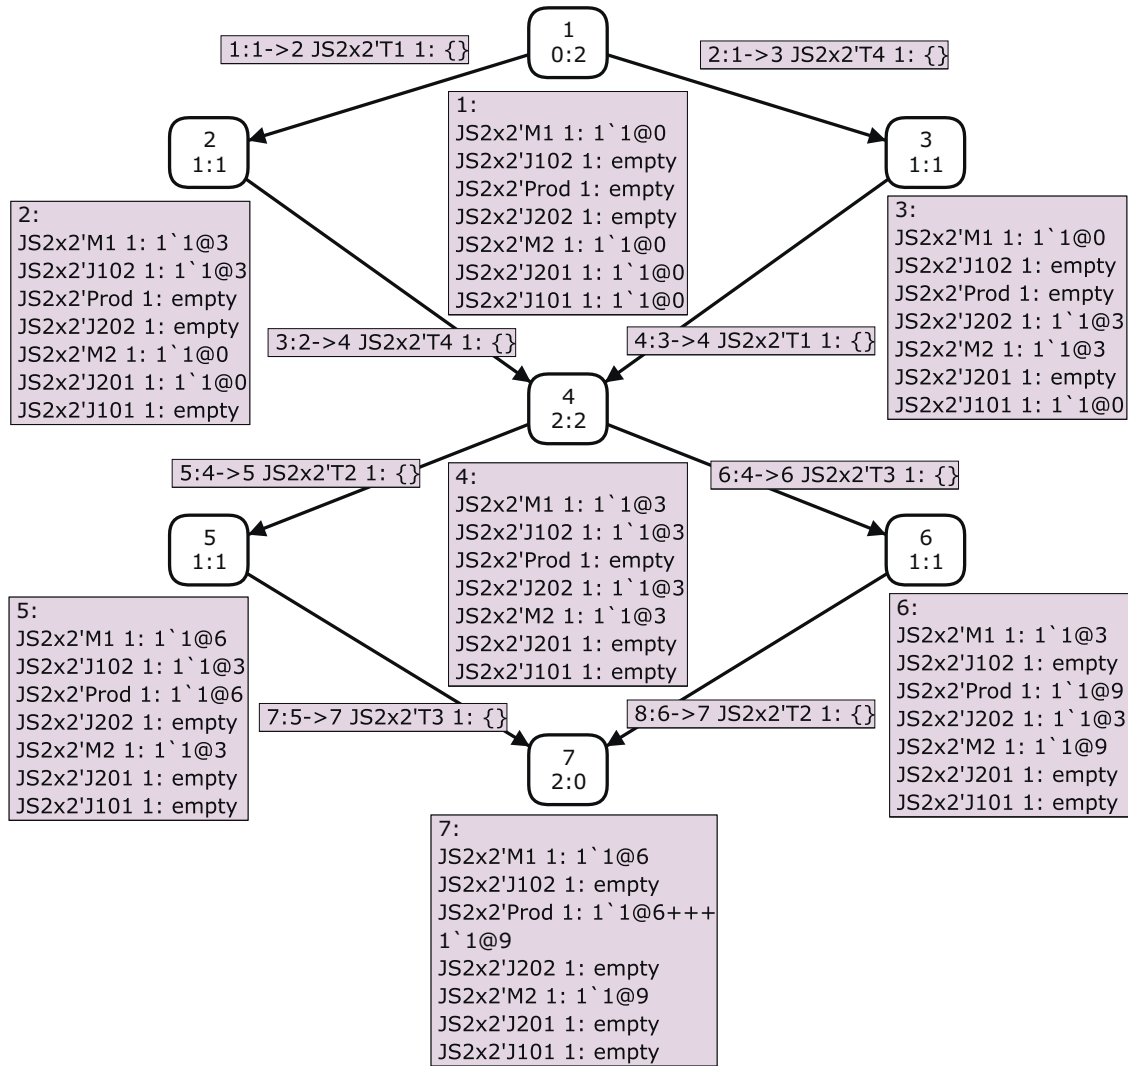 1
0:2
1:1->2 JS2x2'T1 1: {}
2:1->3 JS2x2'T4 1: {}
1:
JS2x2'M1 1: 1`1@0
JS2x2'J102 1: empty
JS2x2'Prod 1: empty
JS2x2'J202 1: empty
JS2x2'M2 1: 1`1@0
JS2x2'J201 1: 1`1@0
JS2x2'J101 1: 1`1@0
2
1:1
3
1:1
2:
JS2x2'M1 1: 1`1@3
JS2x2'J102 1: 1`1@3
JS2x2'Prod 1: empty
JS2x2'J202 1: empty
JS2x2'M2 1: 1`1@0
JS2x2'J201 1: 1`1@0
JS2x2'J101 1: empty
3:
JS2x2'M1 1: 1`1@0
JS2x2'J102 1: empty
JS2x2'Prod 1: empty
JS2x2'J202 1: 1`1@3
JS2x2'M2 1: 1`1@3
JS2x2'J201 1: empty
JS2x2'J101 1: 1`1@0
3:2->4 JS2x2'T4 1: {}
4:3->4 JS2x2'T1 1: {}
4
2:2
5:4->5 JS2x2'T2 1: {}
6:4->6 JS2x2'T3 1: {}
4:
JS2x2'M1 1: 1`1@3
JS2x2'J102 1: 1`1@3
JS2x2'Prod 1: empty
JS2x2'J202 1: 1`1@3
JS2x2'M2 1: 1`1@3
JS2x2'J201 1: empty
JS2x2'J101 1: empty
5
1:1
6
1:1
5:
JS2x2'M1 1: 1`1@6
JS2x2'J102 1: 1`1@3
JS2x2'Prod 1: 1`1@6
JS2x2'J202 1: empty
JS2x2'M2 1: 1`1@3
JS2x2'J201 1: empty
JS2x2'J101 1: empty
6:
JS2x2'M1 1: 1`1@3
JS2x2'J102 1: empty
JS2x2'Prod 1: 1`1@9
JS2x2'J202 1: 1`1@3
JS2x2'M2 1: 1`1@9
JS2x2'J201 1: empty
JS2x2'J101 1: empty
7:5->7 JS2x2'T3 1: {}
8:6->7 JS2x2'T2 1: {}
7
2:0
7:
JS2x2'M1 1: 1`1@6
JS2x2'J102 1: empty
JS2x2'Prod 1: 1`1@6+++
1`1@9
JS2x2'J202 1: empty
JS2x2'M2 1: 1`1@9
JS2x2'J201 1: empty
JS2x2'J101 1: empty